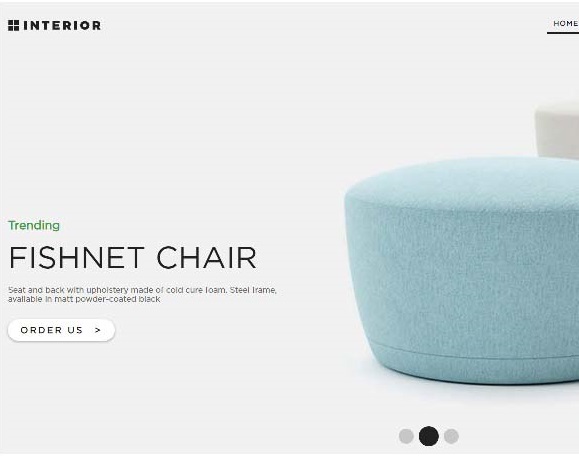 INTERIOR
HOME
Trending
FISHNET CHAIR
Seat and back with upholstery made of cold cure foam. Steel frame,
available in matt powder-coated black
ORDER US >